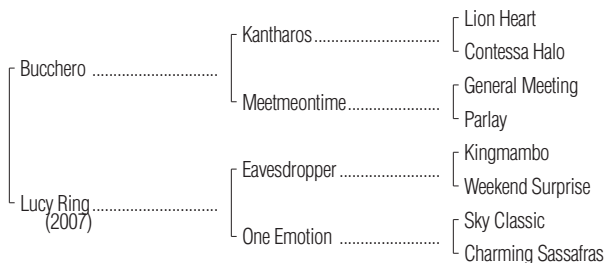 Bucchero ..............................
Kantharos ..............................
Lion Heart
Contessa Halo
Meetmeontime..........................
General Meeting
Parlay
Lucy Ring..............................
(2007)
Eavesdropper ........................
Kingmambo
Weekend Surprise
One Emotion ........................
Sky Classic
Charming Sassafras